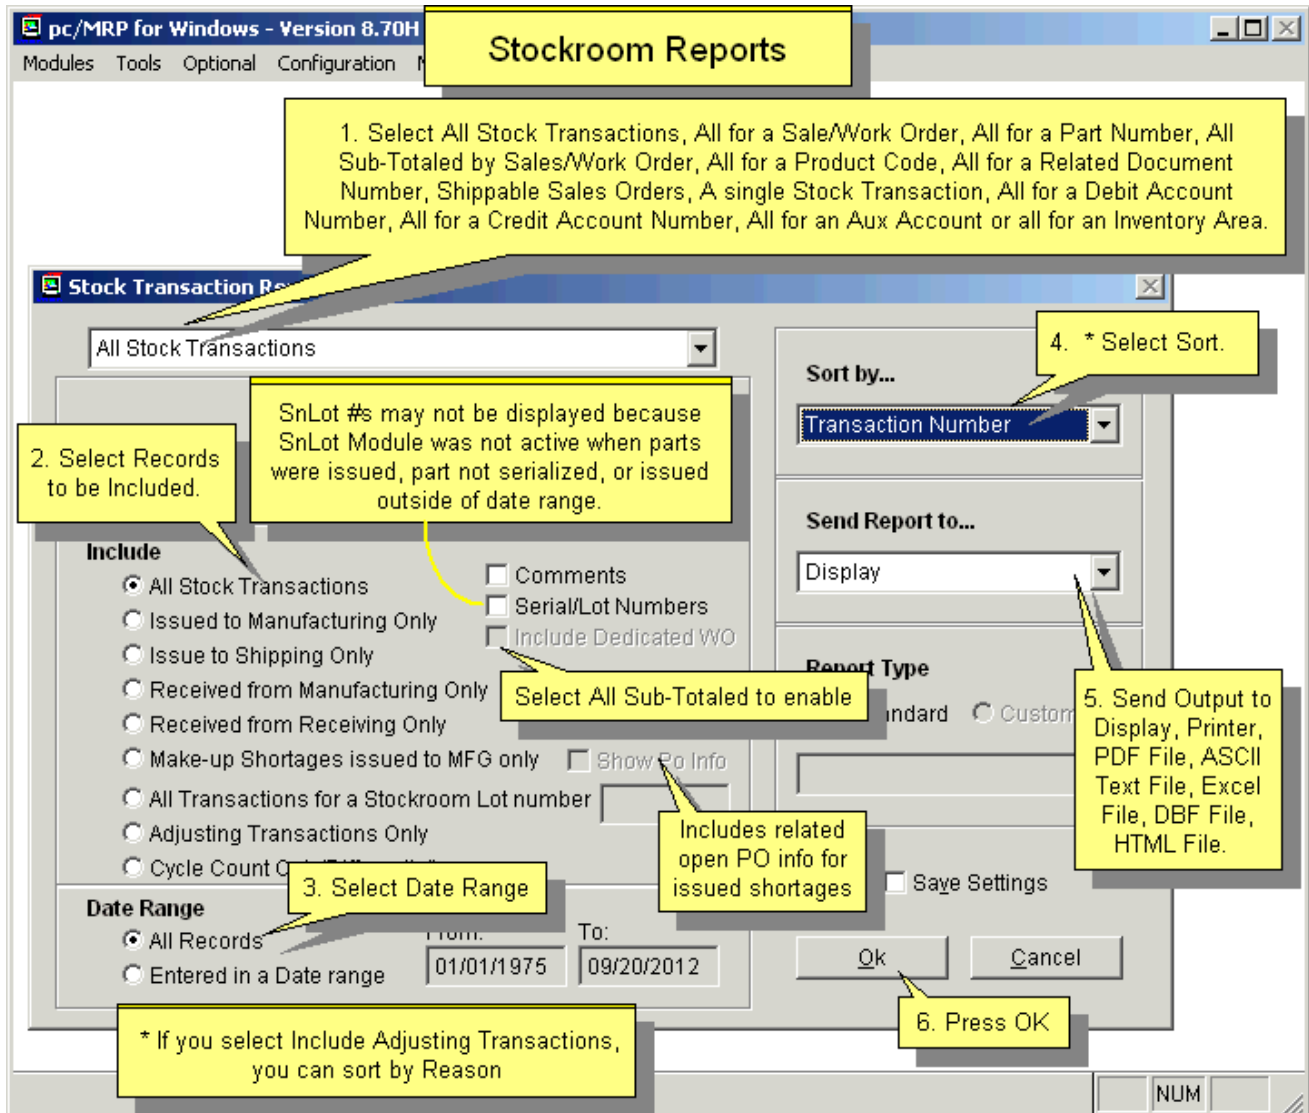 pc/MRP for Windows - Version 8.70H
Stockroom Reports
Modules Tools Optional Configuration
1. Select All Stock Transactions, All for a Sale/Work Order, All for a Part Number, All
Sub-Totaled by Sales/Work Order, All for a Product Code, All for a Related Document
Number, Shippable Sales Orders, A single Stock Transaction, All for a Debit Account
Number, All for a Credit Account Number, All for an Aux Account or all for an Inventory Area.
Stock Transaction
All Stock Transactions
4. * Select Sort.
Sort by...
Transaction Number
SnLot #s may not be displayed because
SnLot Module was not active when parts
were issued, part not serialized, or issued
outside of date range.
2. Select Records
to be Included.
Send Report to...
Display
Include
All Stock Transactions
Issued to Manufacturing Only
Issue to Shipping Only
Received from Manufacturing Only
Received from Receiving Only
Make-up Shortages issued to MFG only
Show Po Info
All Transactions for a Stockroom Lot number
Adjusting Transactions Only
Cycle Count
Comments
Serial/Lot Numbers
Include Dedicated WO
Select All Sub-Totaled to enable
Report Type
ndard Custom
5. Send Output to
Display, Printer,
PDF File, ASCII
Text File, Excel
File, DBF File,
HTML File.
Includes related
open PO info for
issued shortages
3. Select Date Range
Save Settings
Date Range
All Records
Entered in a Date range
From:
To:
01/01/1975
09/20/2012
Ok
Cancel
6. Press OK
* If you select Include Adjusting Transactions,
you can sort by Reason
NUM